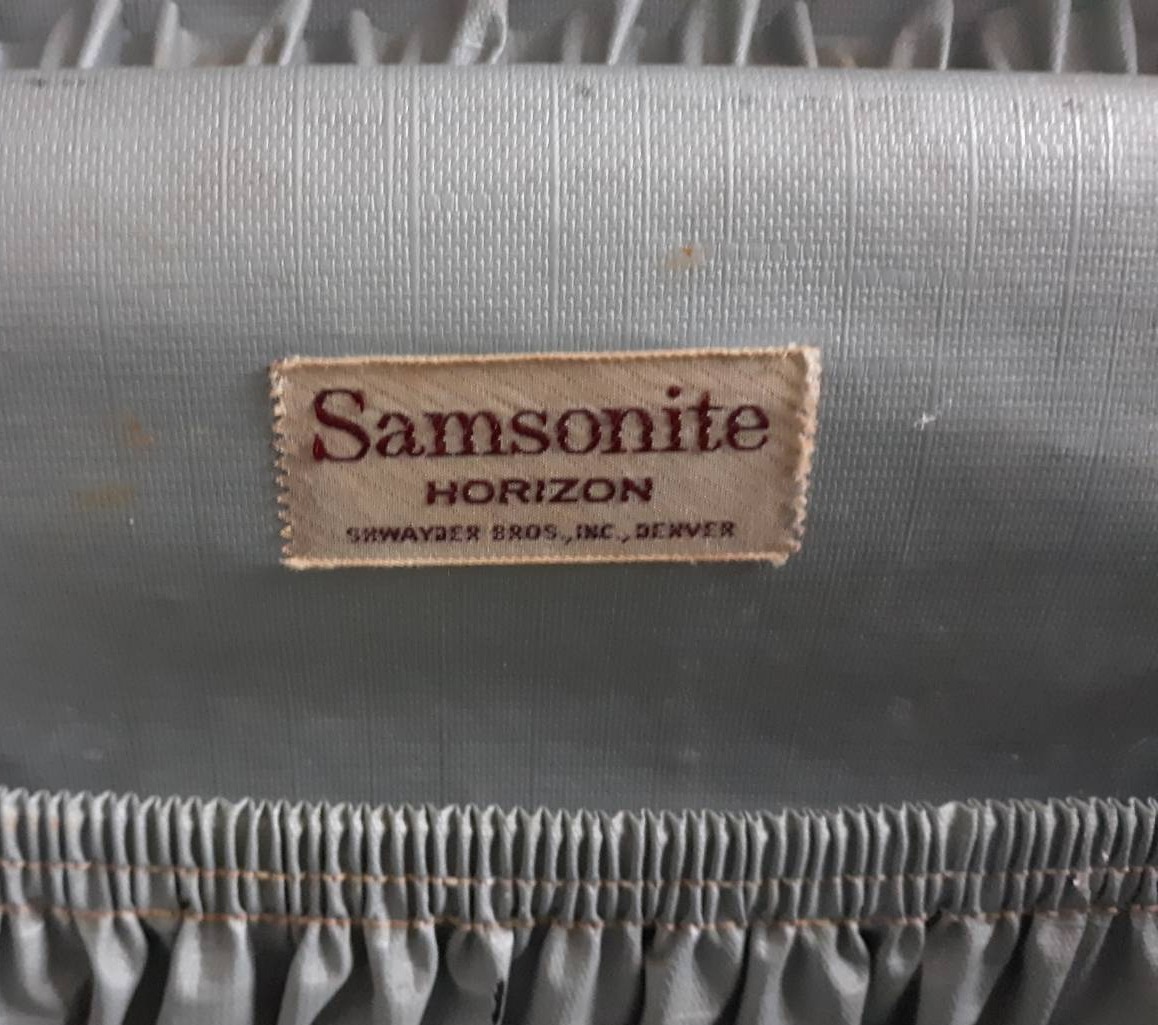 Samsonite
HORIZON
SHWAYDER BROS., INC., DENVER